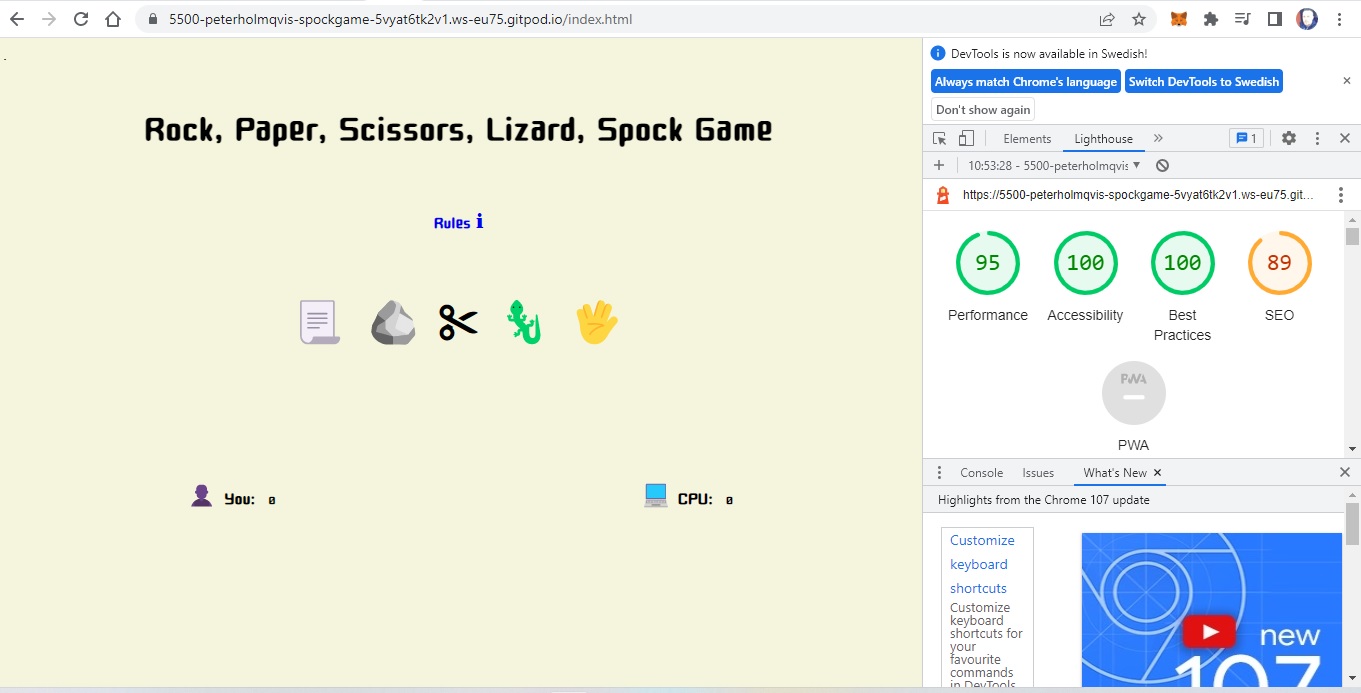 5500-peterholmqvis-spockgame-5vyat6tk2v1.ws-eu75.gitpod.io/index.html
.
Rock, Paper, Scissors, Lizard, Spock Game
Rules i
You: 0
CPU: 0
DevTools is now available in Swedish!
Always match Chrome's language
Switch DevTools to Swedish
Don't show again
Elements
Lighthouse
1
10:53:28 - 5500-peterholmqvis
https://5500-peterholmqvis-spockgame-5vyat6tk2v1.ws-eu75.git...
95
100
100
89
Performance
Accessibility
Best
Practices
SEO
PWA
PWA
Console
Issues
What's New
Highlights from the Chrome 107 update
Customize
keyboard
shortcuts
Customize
keyboard
shortcuts for
your
favourite
commands
in DevTools
new
107